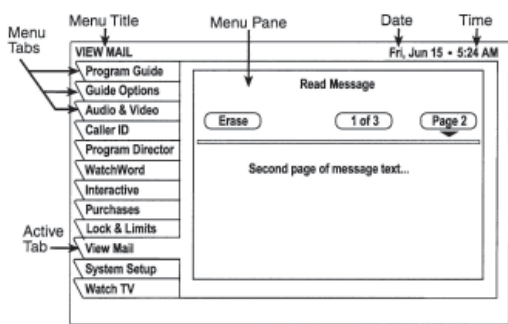 Menu Title
Menu Pane
Date
Time
Menu
Tabs
VIEW MAIL
Fri, Jun 15 • 5:24 AM
Program Guide
Guide Options
Audio & Video
Caller ID
Program Director
WatchWord
Interactive
Purchases
Lock & Limits
View Mail
System Setup
Watch TV
Active
Tab
Read Message
Erase
1 of 3
Page 2
Second page of message text...